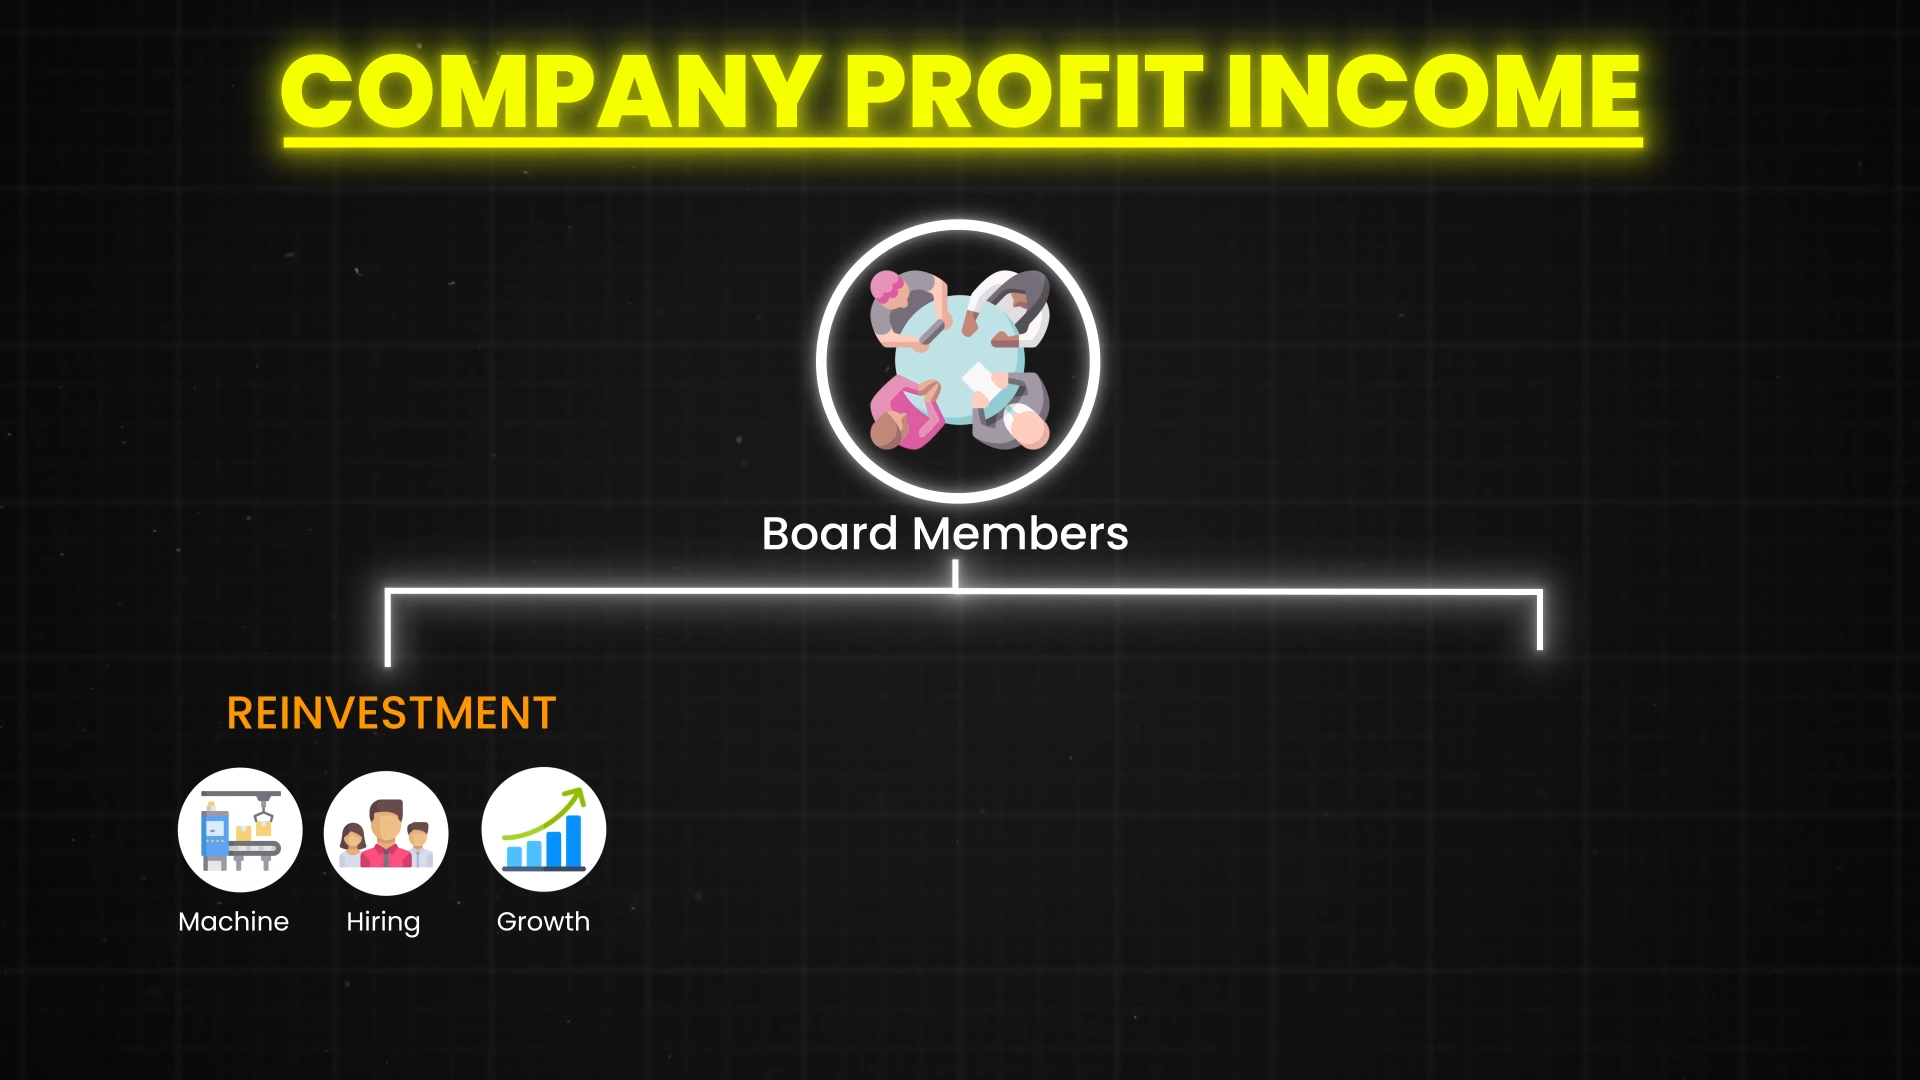 COMPANY PROFIT INCOME
Board Members
REINVESTMENT
Machine
Hiring
Growth